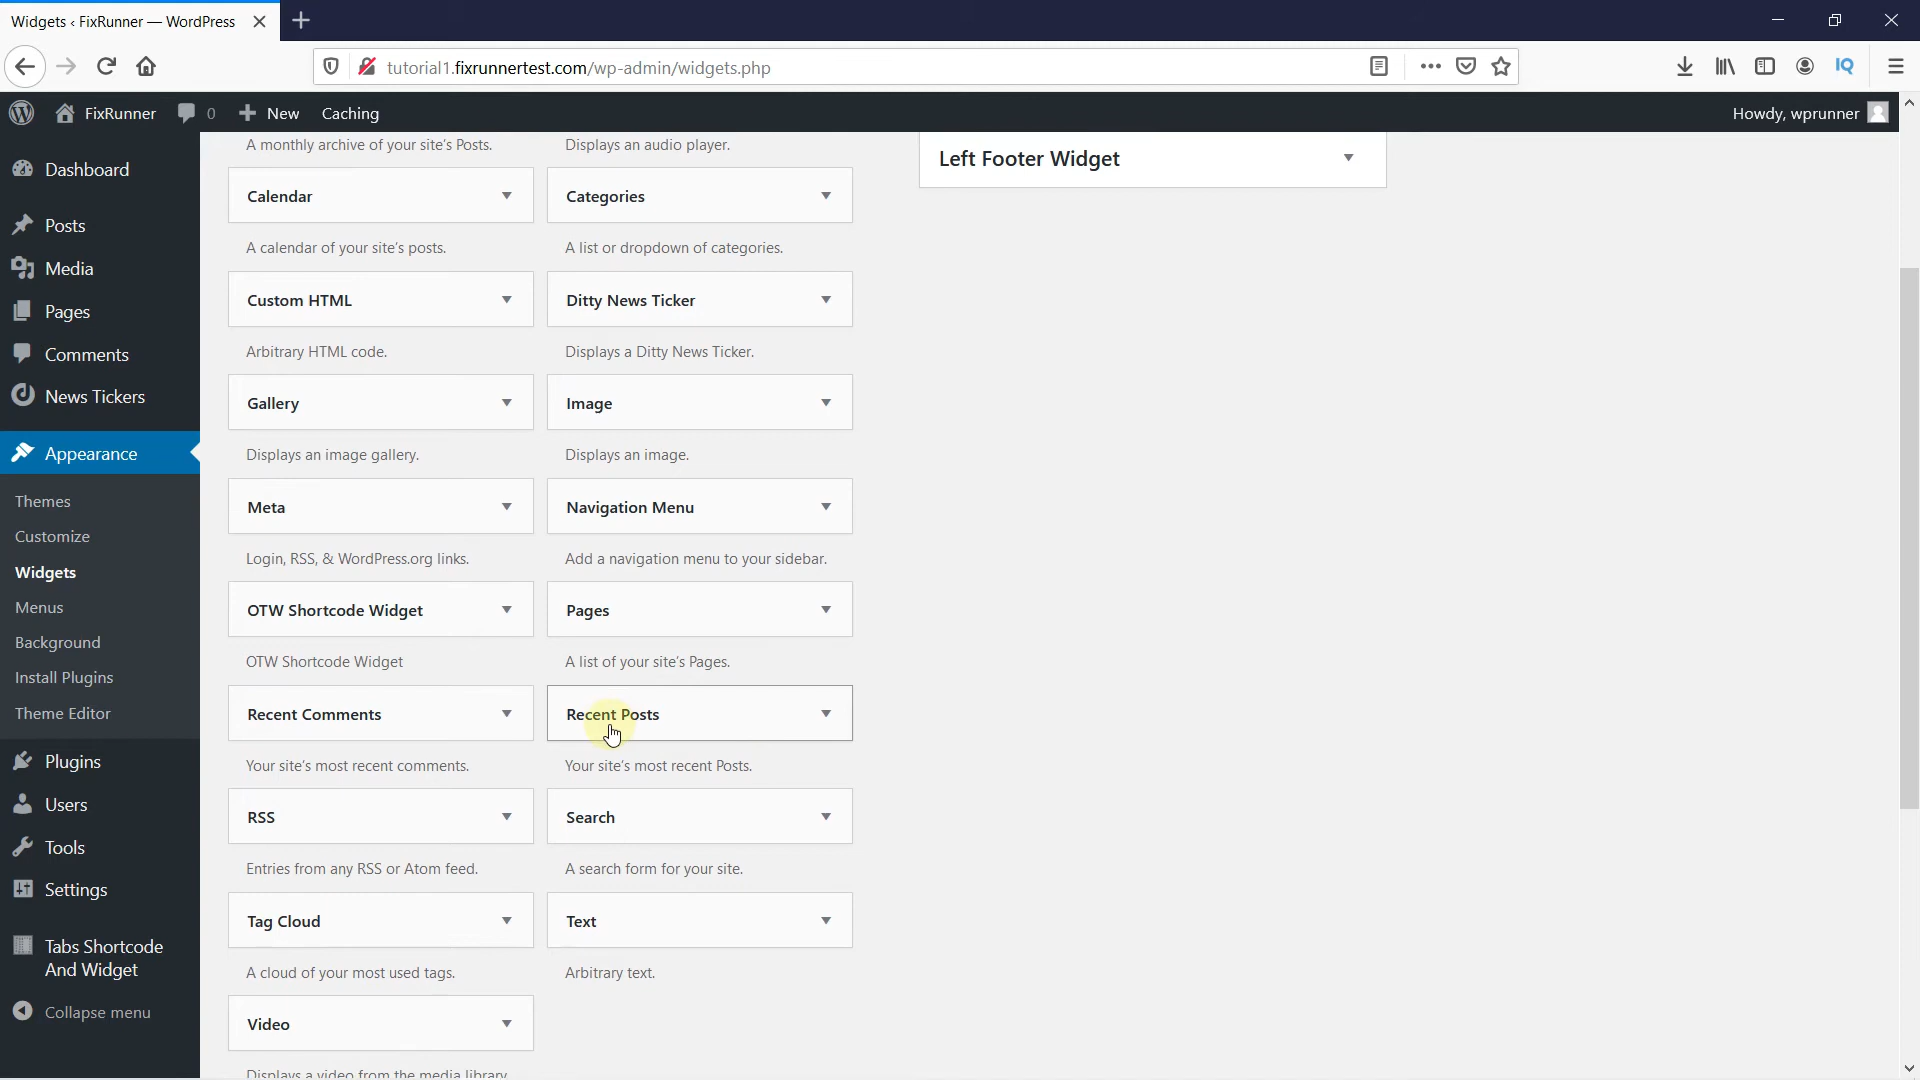 Widgets ‹ FixRunner — WordPress
tutorial1.fixrunnertest.com/wp-admin/widgets.php
IQ
FixRunner
0
New
Caching
Howdy, wprunner
Dashboard
Posts
Media
Pages
Comments
News Tickers
Appearance
Themes
Customize
Widgets
Menus
Background
Install Plugins
Theme Editor
Plugins
Users
Tools
Settings
Tabs Shortcode
And Widget
Collapse menu
A monthly archive of your site's Posts.
Displays an audio player.
Calendar
Categories
A calendar of your site's posts.
A list or dropdown of categories.
Custom HTML
Ditty News Ticker
Arbitrary HTML code.
Displays a Ditty News Ticker.
Gallery
Image
Displays an image gallery.
Displays an image.
Meta
Navigation Menu
Login, RSS, & WordPress.org links.
Add a navigation menu to your sidebar.
OTW Shortcode Widget
Pages
OTW Shortcode Widget
A list of your site's Pages.
Recent Comments
Recent Posts
Your site's most recent comments.
Your site's most recent Posts.
RSS
Search
Entries from any RSS or Atom feed.
A search form for your site.
Tag Cloud
Text
A cloud of your most used tags.
Arbitrary text.
Video
Displays a video from the media library
Left Footer Widget